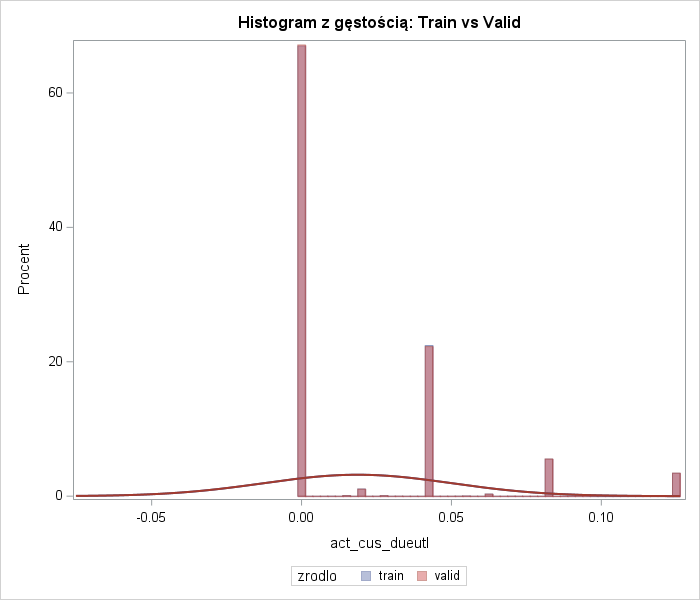 Histogram z gęstością: Train vs Valid
60
40
20
0
Procent
-0.05
0.00
0.05
0.10
act_cus_dueutl
zrodlo train valid